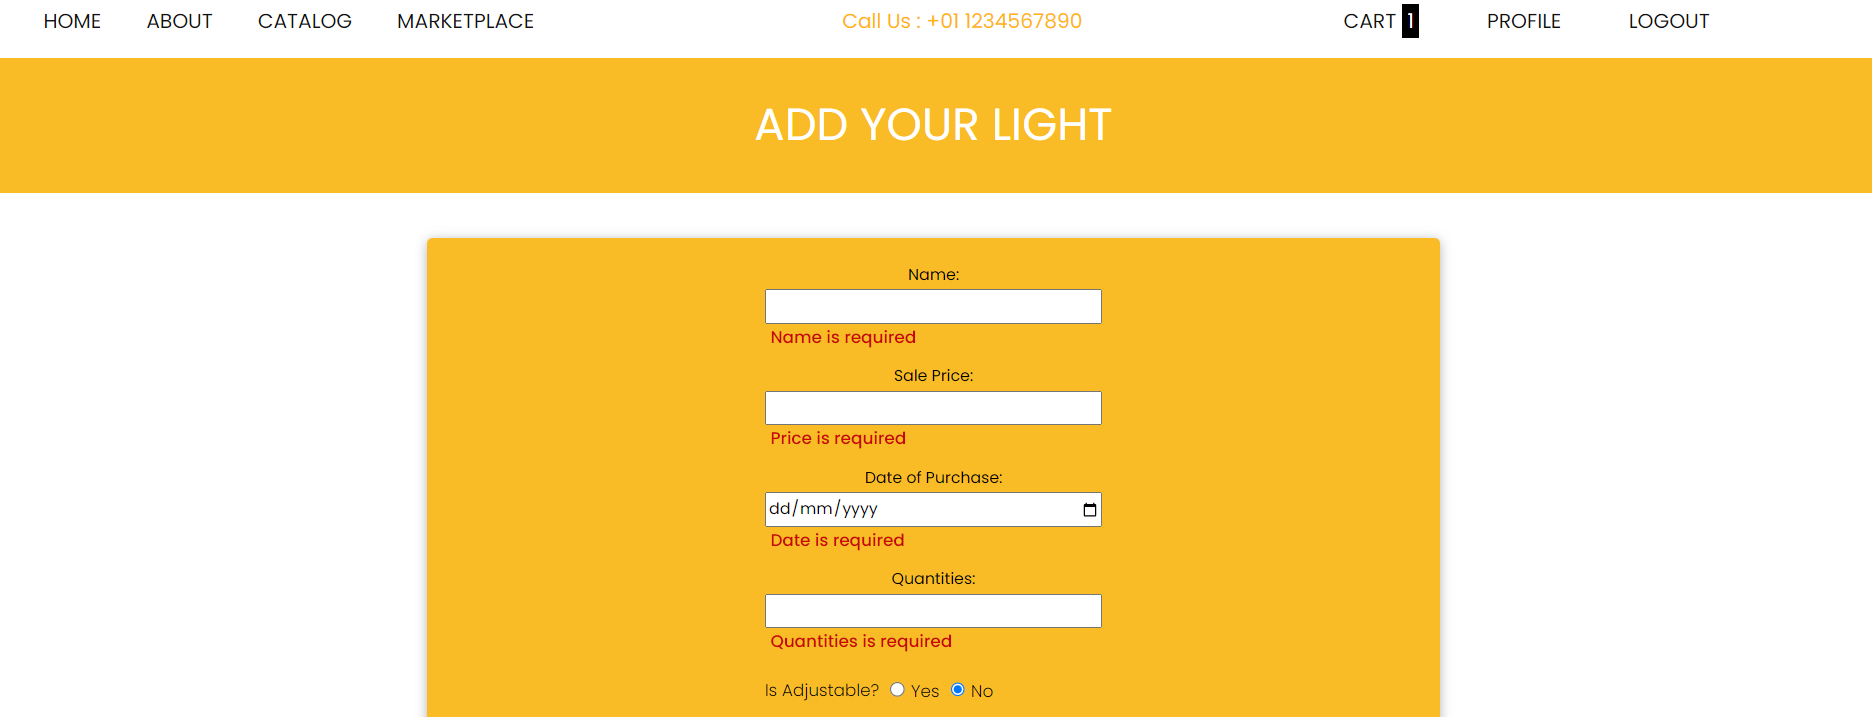 HOME ABOUT CATALOG MARKETPLACE Call Us : +01 1234567890 CART 1 PROFILE LOGOUT
ADD YOUR LIGHT
Name:
Name is required
Sale Price:
Price is required
Date of Purchase:
dd/mm/yyyy
Date is required
Quantities:
Quantities is required
Is Adjustable? Yes No